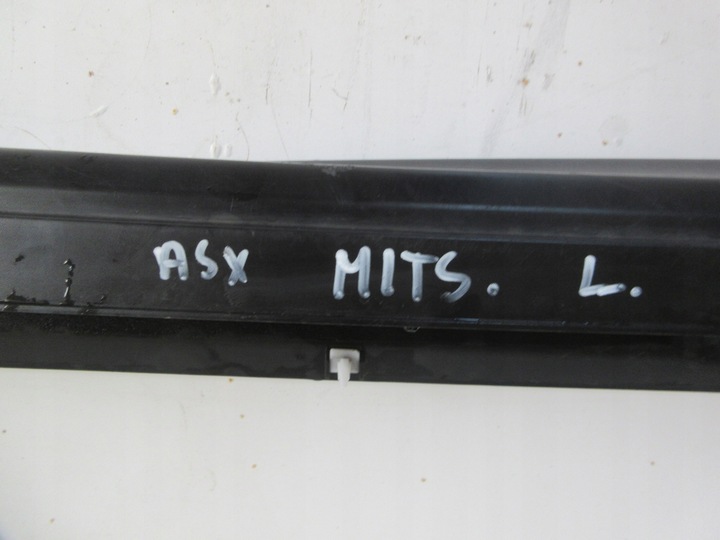 ASX MITS. L.